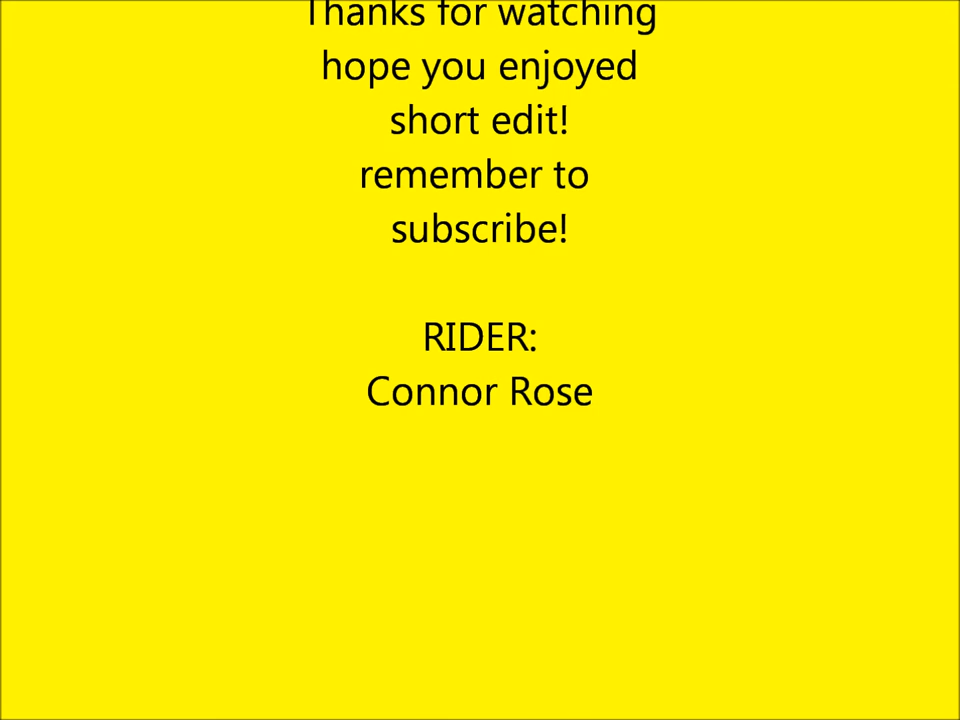 Thanks for watching
hope you enjoyed
short edit!
remember to
subscribe!
RIDER:
Connor Rose